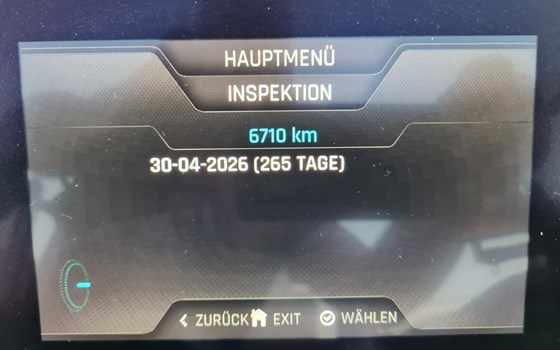 HAUPTMENÜ
INSPEKTION
6710 km
30-04-2026 (265 TAGE)
ZURÜCK EXIT WÄHLEN